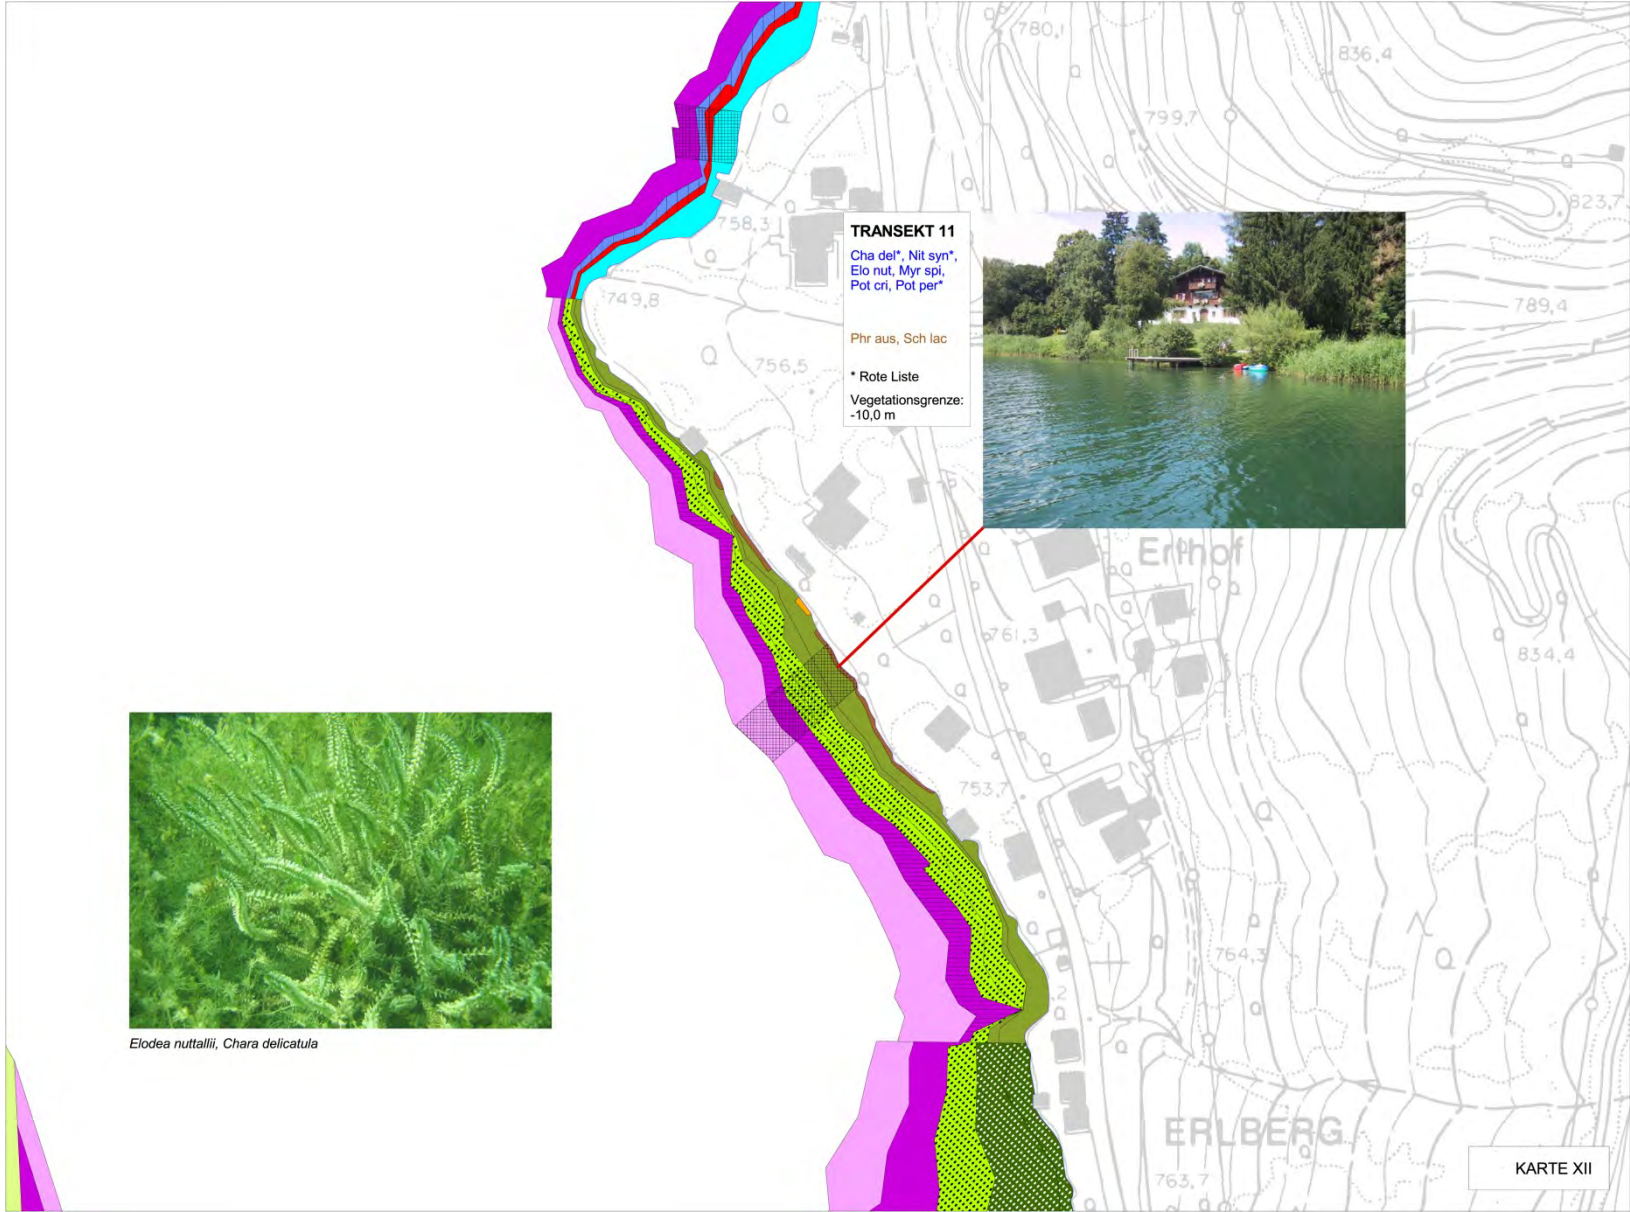 780,1
836,4
799,7
823,7
758,3
TRANSEKT 11
Cha del*, Nit syn*,
Elo nut, Myr spi,
Pot cri, Pot per*
Phr aus, Sch lac
* Rote Liste
Vegetationsgrenze:
-10,0 m
749,8
789,4
756,5
Erlhof
761,3
834,4
753,7
764,3
Elodea nuttallii, Chara delicatula
ERLBERG
KARTE XII
763,7